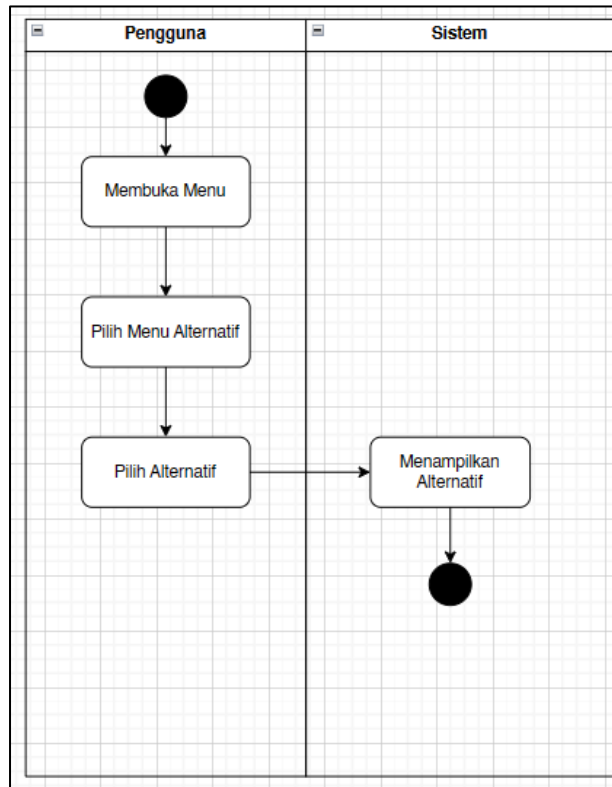 Pengguna
Sistem
Membuka Menu
Pilih Menu Alternatif
Pilih Alternatif
Menampilkan
Alternatif